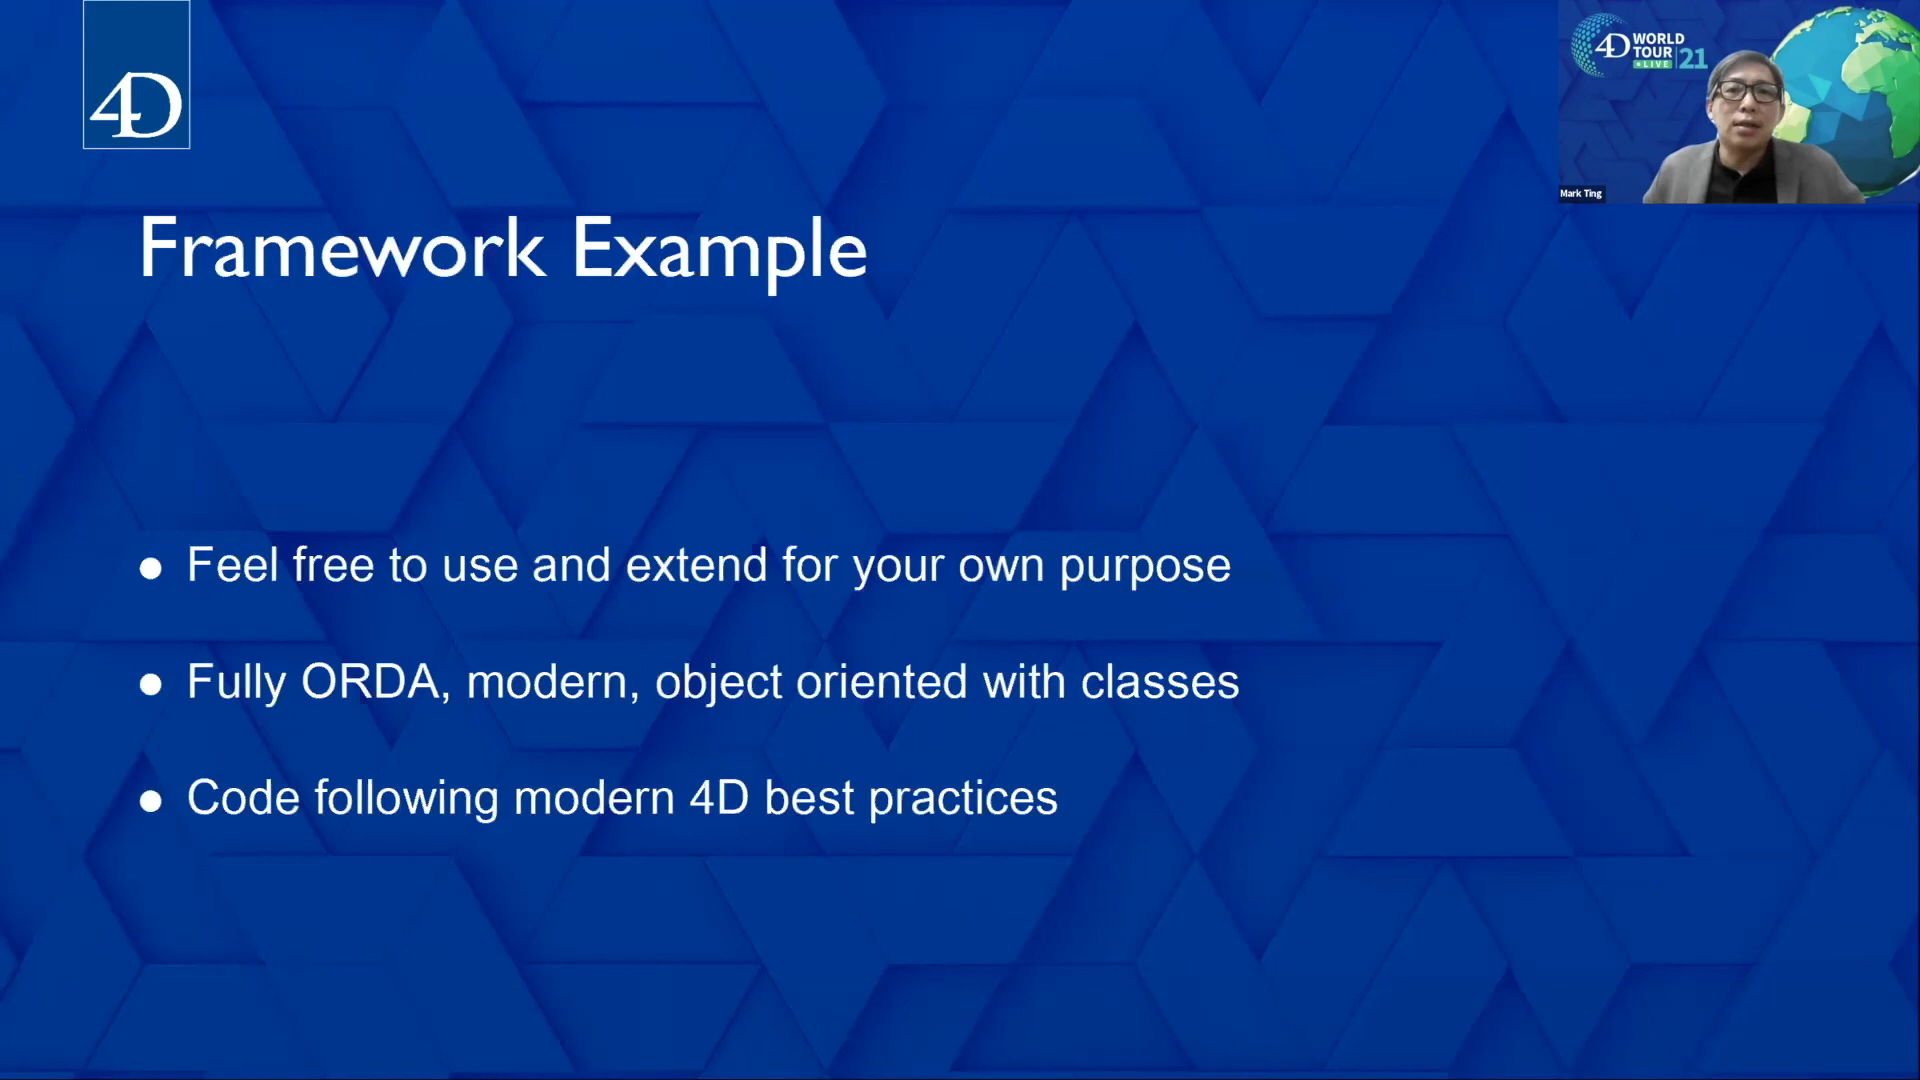 4D
4D WORLD
TOUR
LIVE 21
Mark Ting
Framework Example
● Feel free to use and extend for your own purpose
● Fully ORDA, modern, object oriented with classes
● Code following modern 4D best practices